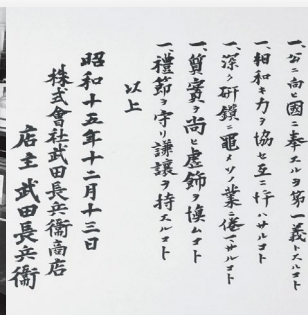 一、公ニ向ヒ國ニ奉スルヲ第一義トスルコト
一、相和キ力ヲ協セ互ニ忤ハサルコト
一、深ク研鑽ニ黽メソノ業ニ倦マサルコト
一、質實ヲ尚ヒ虚飾ヲ慎ムコト
一、禮節ヲ守リ謙讓ヲ持スルコト
以上
昭和十五年十二月十三日
株式會社武田長兵衞商店
店主 武田長兵衞